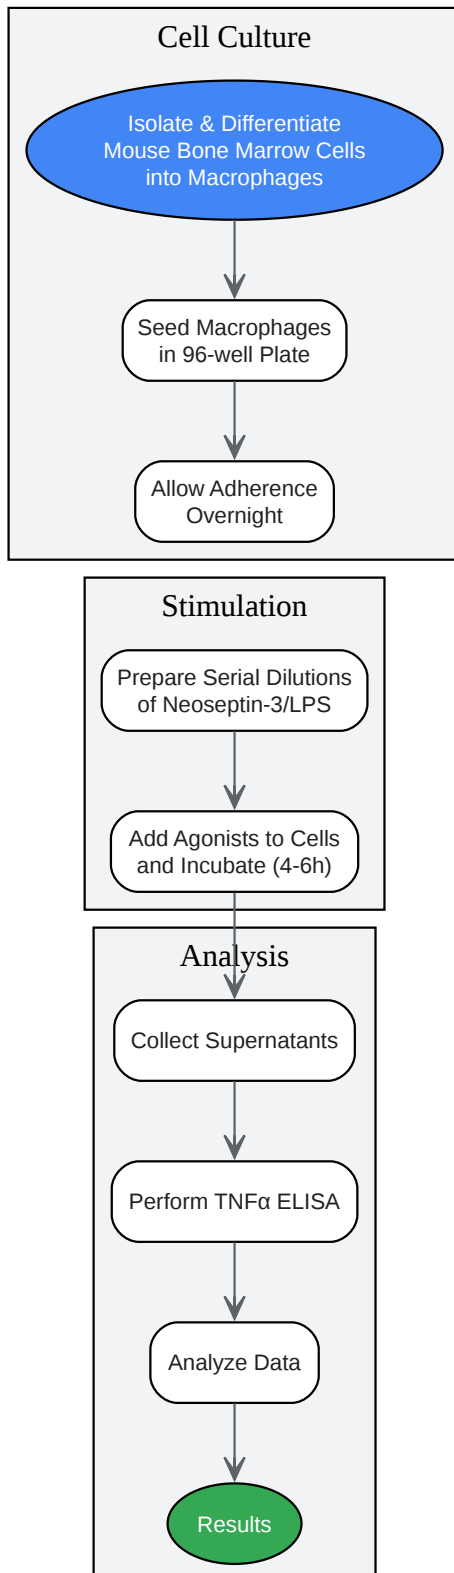 Cell Culture
Isolate & Differentiate
Mouse Bone Marrow Cells
into Macrophages
Seed Macrophages
in 96-well Plate
Allow Adherence
Overnight
Stimulation
Prepare Serial Dilutions
of Neoseptin-3/LPS
Add Agonists to Cells
and Incubate (4-6h)
Analysis
Collect Supernatants
Perform TNFα ELISA
Analyze Data
Results